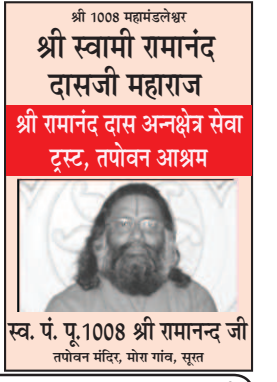 श्री 1008 महामंडलेश्वर
श्री स्वामी रामानंद
दासजी महाराज
श्री रामानंद दास अन्नक्षेत्र सेवा
ट्रस्ट, तपोवन आश्रम
स्व. पं. पू.1008 श्री रामानन्द जी
तपोवन मंदिर, मोरा गांव, सूरत